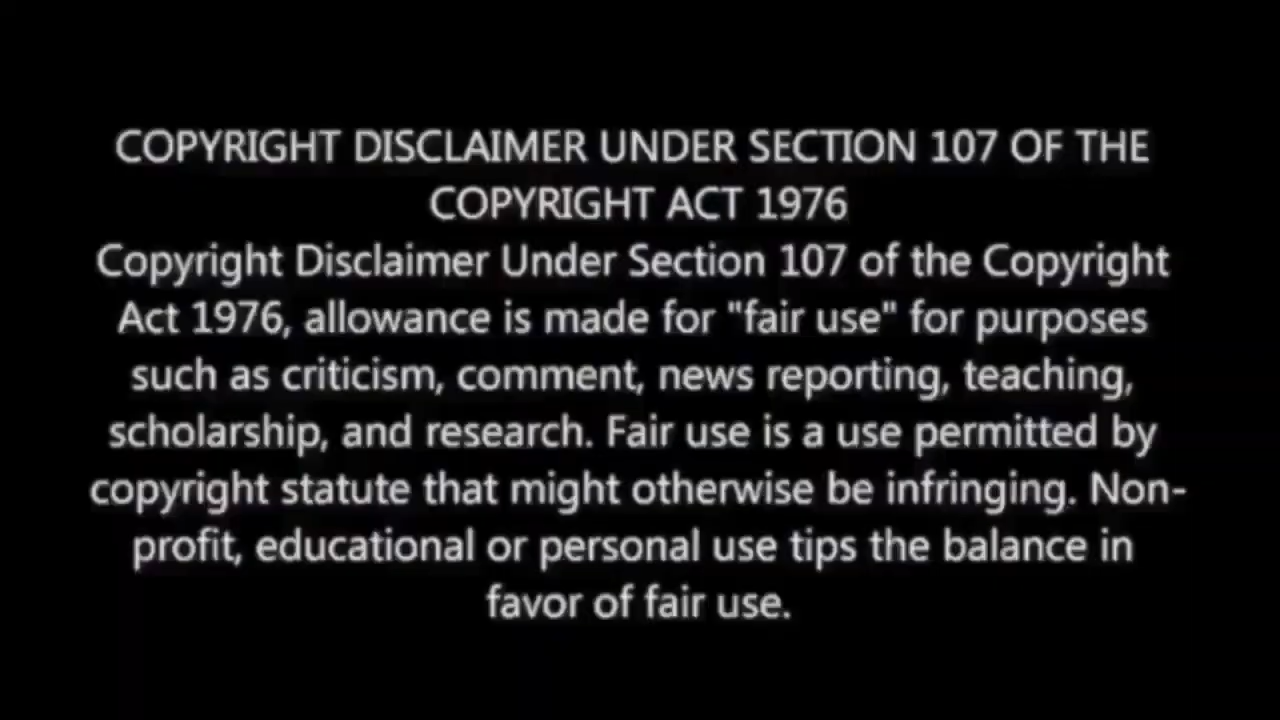 COPYRIGHT DISCLAIMER UNDER SECTION 107 OF THE
COPYRIGHT ACT 1976
Copyright Disclaimer Under Section 107 of the Copyright
Act 1976, allowance is made for "fair use" for purposes
such as criticism, comment, news reporting, teaching,
scholarship, and research. Fair use is a use permitted by
copyright statute that might otherwise be infringing. Non-
profit, educational or personal use tips the balance in
favor of fair use.